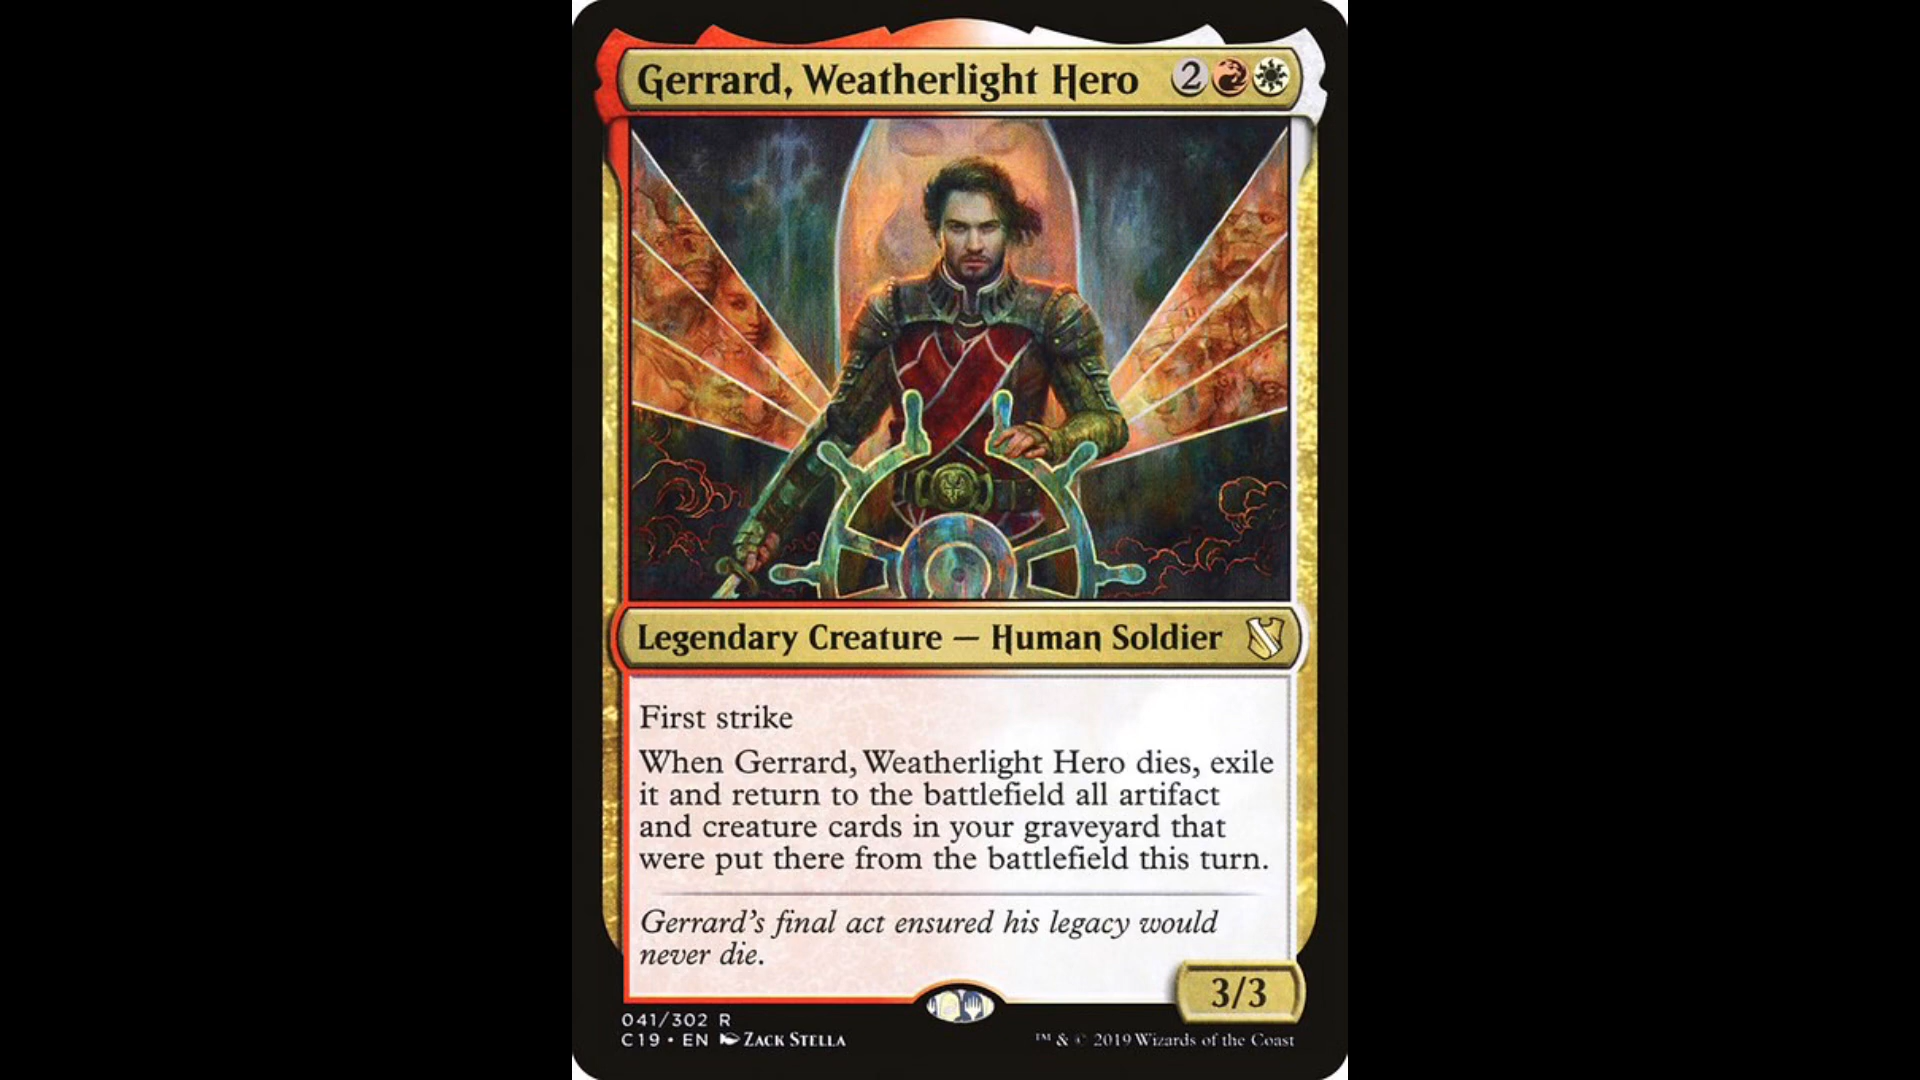 Gerrard, Weatherlight Hero 2
Legendary Creature — Human Soldier
First strike
When Gerrard, Weatherlight Hero dies, exile
it and return to the battlefield all artifact
and creature cards in your graveyard that
were put there from the battlefield this turn.
Gerrard's final act ensured his legacy would
never die.
3/3
041/302 R
C19 • EN Zack Stella
™ & © 2019 Wizards of the Coast